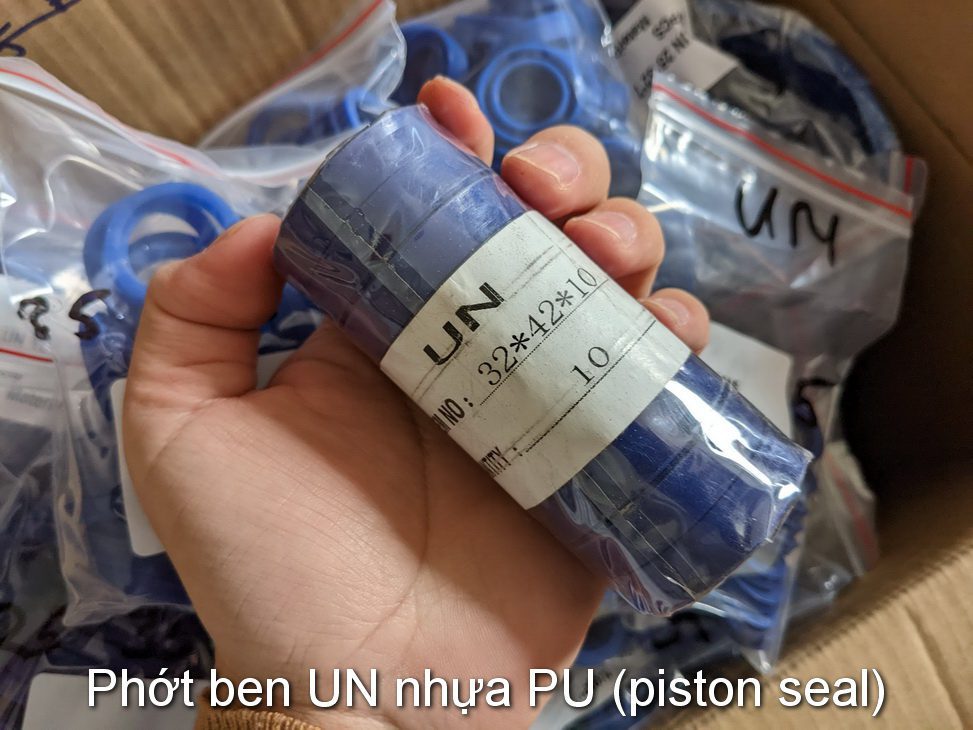 UN
UN
32*42*10
NO:
10
Phớt ben UN nhựa PU (piston seal)